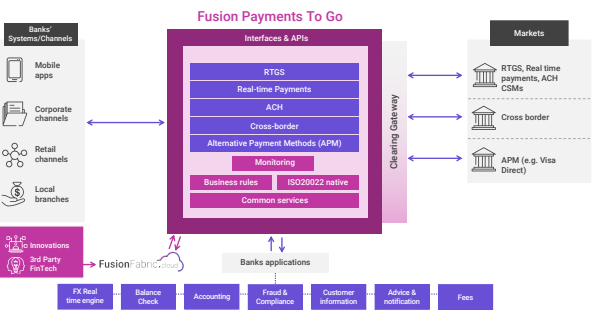 Fusion Payments To Go
Banks'
Systems/Channels
Mobile
apps
Corporate
channels
Retail
channels
Local
branches
Innovations
3rd Party
FinTech
FusionFabric.cloud
Interfaces & APIs
RTGS
Real-time Payments
ACH
Cross-border
Alternative Payment Methods (APM)
Monitoring
Business rules
ISO20022 native
Common services
Clearing Gateway
Markets
RTGS, Real time
payments, ACH
CSMs
Cross border
APM (e.g. Visa
Direct)
Banks applications
FX Real
time engine
Balance
Check
Accounting
Fraud &
Compliance
Customer
information
Advice &
notification
Fees